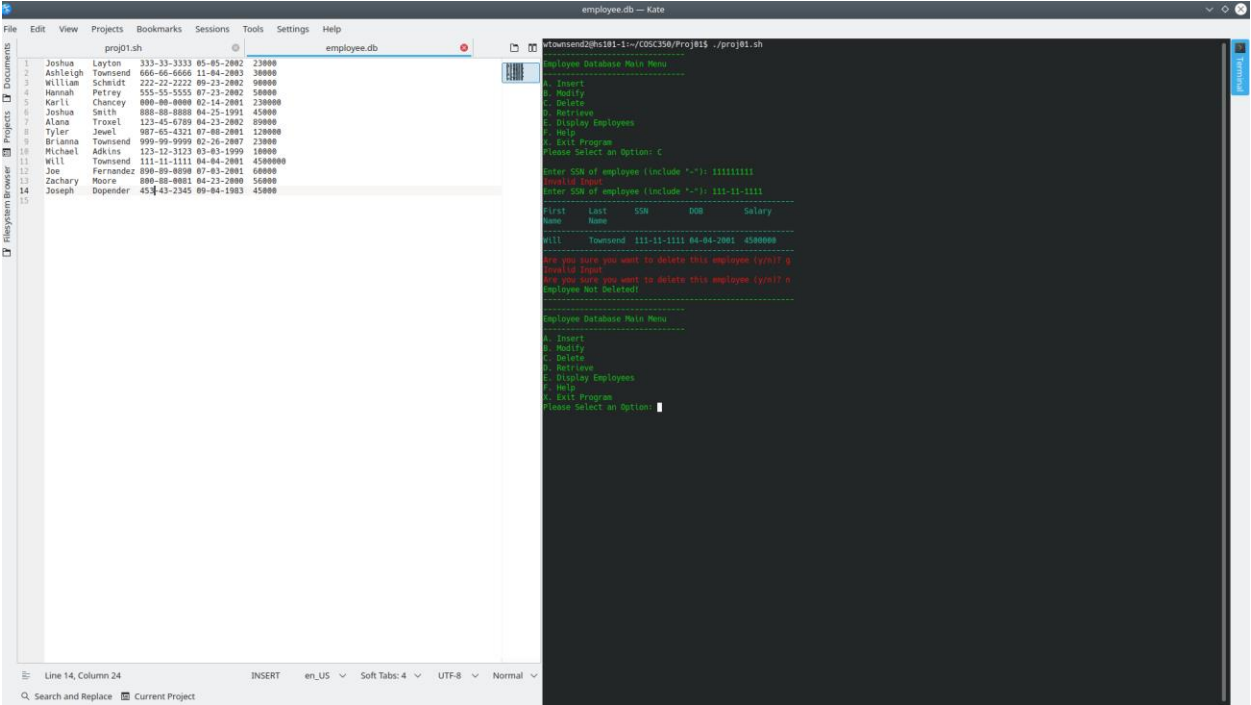 employee.db — Kate
File Edit View Projects Bookmarks Sessions Tools Settings Help
proj01.sh employee.db
Documents
Projects
Filesystem Browser
1 Joshua Layton 333-33-3333 05-05-2002 23000
2 Ashleigh Townsend 666-66-6666 11-04-2003 30000
3 William Schmidt 222-22-2222 09-23-2002 90000
4 Hannah Petrey 555-55-5555 07-23-2002 50000
5 Karli Chancey 000-00-0000 02-14-2001 230000
6 Joshua Smith 888-88-8888 04-25-1991 45000
7 Alana Troxel 123-45-6789 04-23-2002 89000
8 Tyler Jewel 987-65-4321 07-08-2001 120000
9 Brianna Townsend 999-99-9999 02-26-2007 23000
10 Michael Adkins 123-12-3123 03-03-1999 10000
11 Will Townsend 111-11-1111 04-04-2001 4500000
12 Joe Fernandez 890-89-0890 07-03-2001 60000
13 Zachary Moore 800-88-0081 04-23-2000 56000
14 Joseph Dopender 453-43-2345 09-04-1983 45000
15
Line 14, Column 24 INSERT en_US Soft Tabs: 4 UTF-8 Normal
Search and Replace Current Project
wtownsend2@hs101-1:~/COSC350/Proj01$ ./proj01.sh
-------------------------------
Employee Database Main Menu
-------------------------------
A. Insert
B. Modify
C. Delete
D. Retrieve
E. Display Employees
F. Help
X. Exit Program
Please Select an Option: C
Enter SSN of employee (include "-"): 111111111
Invalid Input
Enter SSN of employee (include "-"): 111-11-1111
-------------------------------------------------------
First Last SSN DOB Salary
Name Name
-------------------------------------------------------
Will Townsend 111-11-1111 04-04-2001 4500000
-------------------------------------------------------
Are you sure you want to delete this employee (y/n)? g
Invalid Input
Are you sure you want to delete this employee (y/n)? n
Employee Not Deleted!
-------------------------------------------------------
-------------------------------
Employee Database Main Menu
-------------------------------
A. Insert
B. Modify
C. Delete
D. Retrieve
E. Display Employees
F. Help
X. Exit Program
Please Select an Option:
Terminal